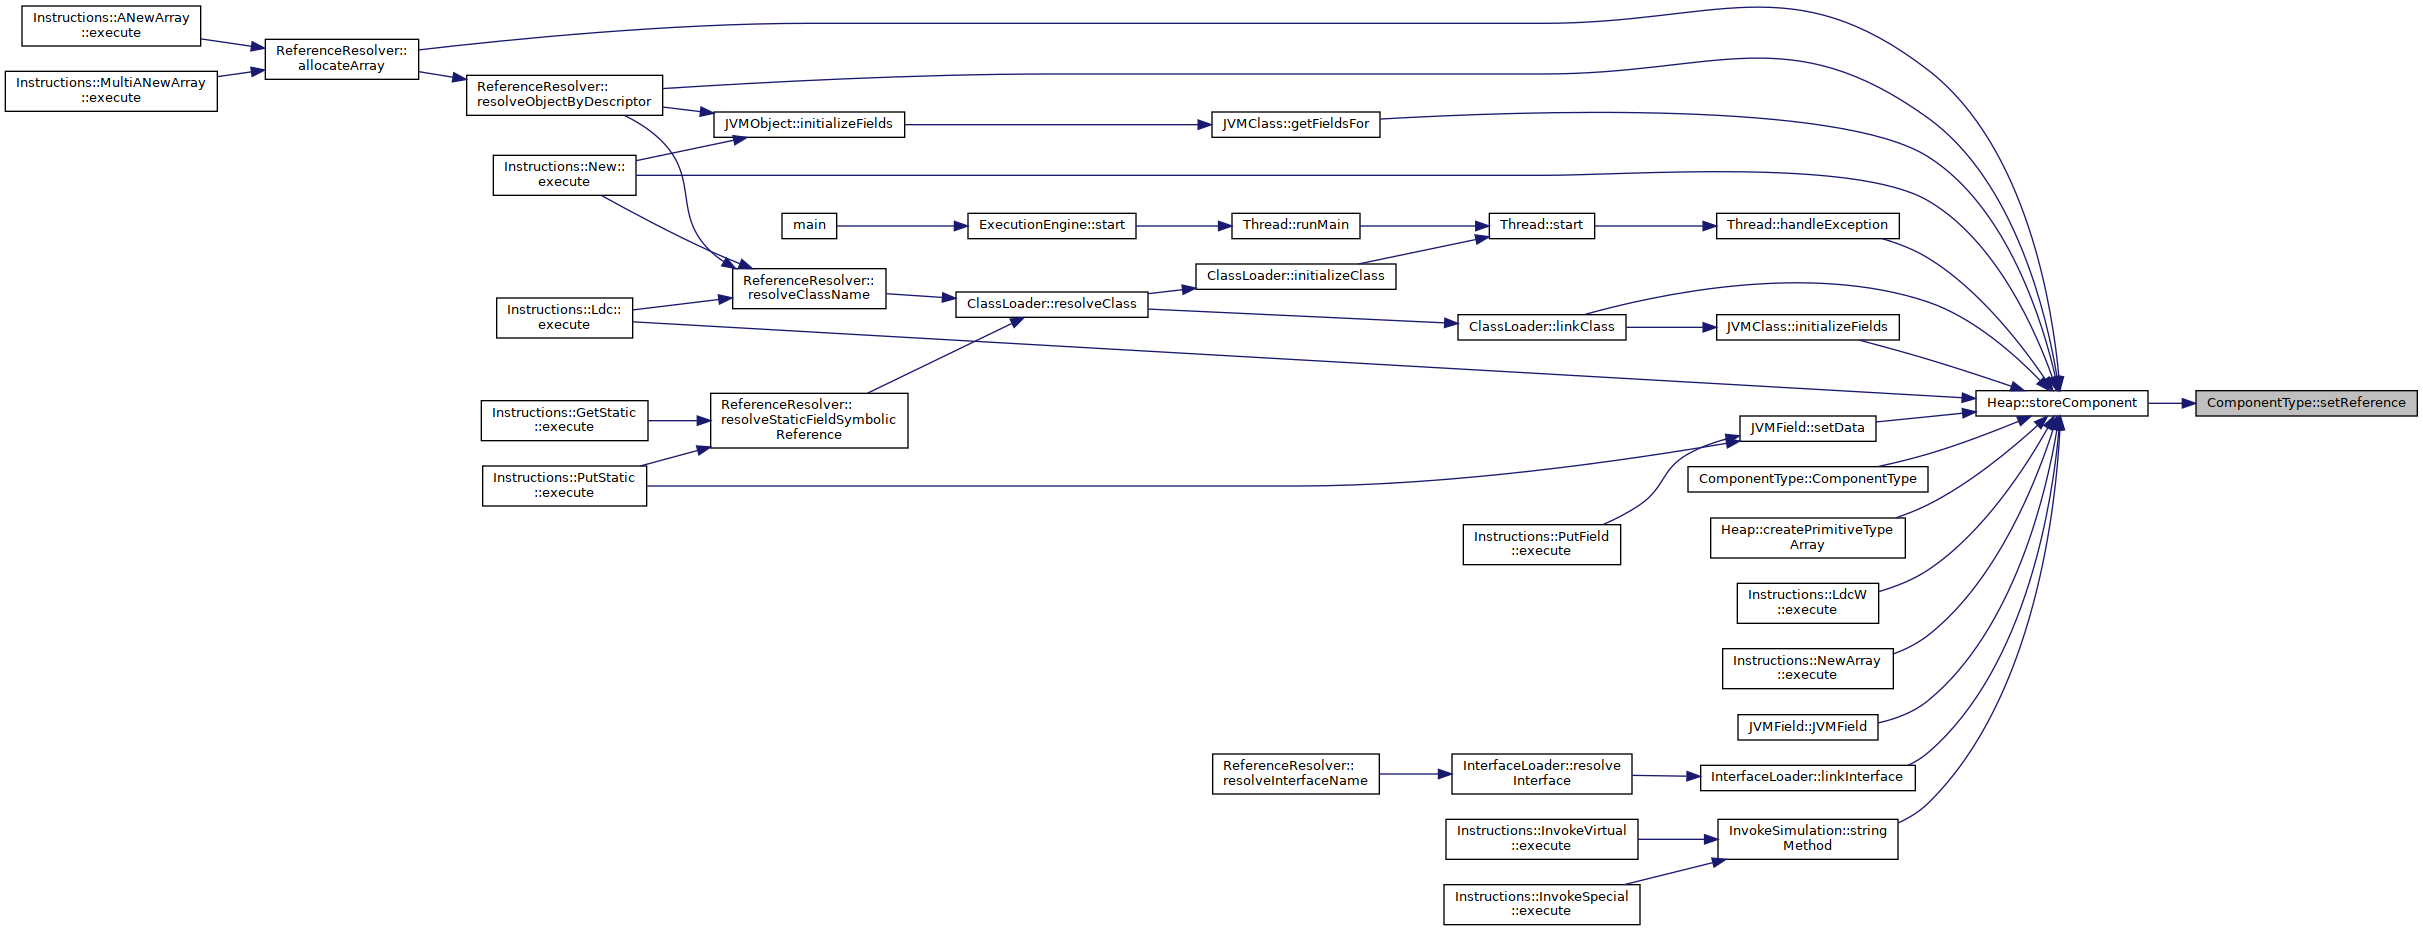 Instructions::ANewArray
::execute
Instructions::MultiANewArray
::execute
ReferenceResolver::
allocateArray
ReferenceResolver::
resolveObjectByDescriptor
JVMObject::initializeFields
JVMClass::getFieldsFor
Instructions::New::
execute
main
ExecutionEngine::start
Thread::runMain
Thread::start
Thread::handleException
ReferenceResolver::
resolveClassName
ClassLoader::resolveClass
ClassLoader::initializeClass
Instructions::Ldc::
execute
ClassLoader::linkClass
JVMClass::initializeFields
Instructions::GetStatic
::execute
ReferenceResolver::
resolveStaticFieldSymbolic
Reference
Instructions::PutStatic
::execute
Heap::storeComponent
ComponentType::setReference
JVMField::setData
ComponentType::ComponentType
Instructions::PutField
::execute
Heap::createPrimitiveType
Array
Instructions::LdcW
::execute
Instructions::NewArray
::execute
JVMField::JVMField
ReferenceResolver::
resolveInterfaceName
InterfaceLoader::resolve
Interface
InterfaceLoader::linkInterface
Instructions::InvokeVirtual
::execute
InvokeSimulation::string
Method
Instructions::InvokeSpecial
::execute